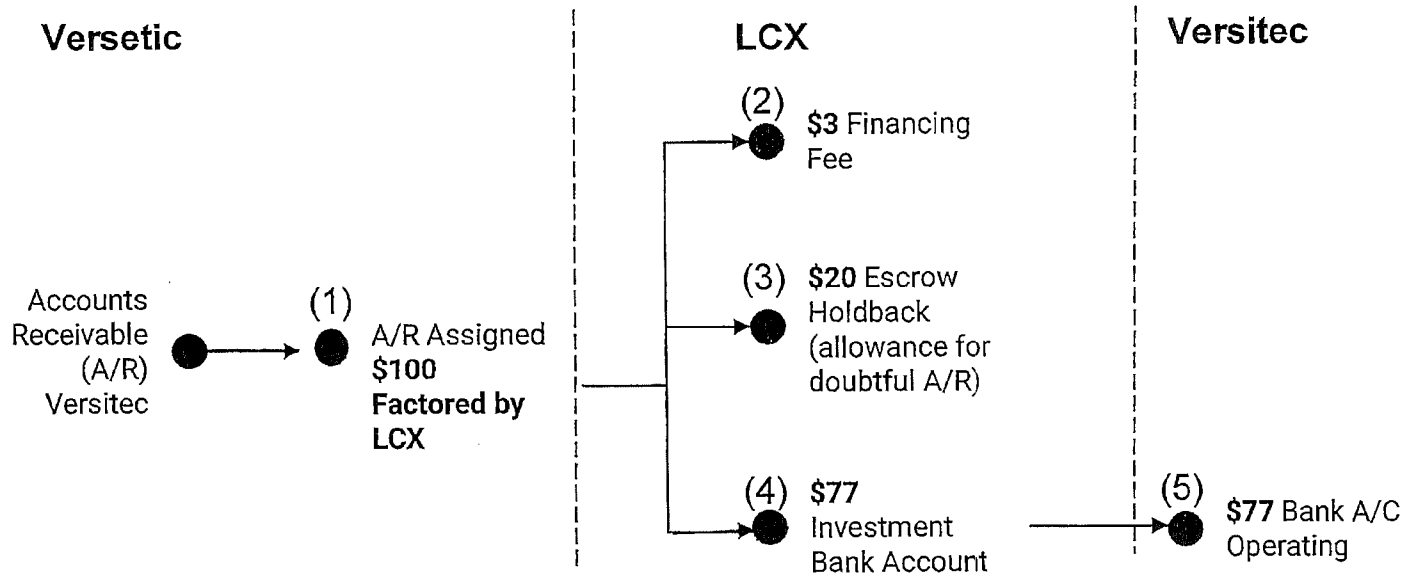 Versetic
LCX
Versitec
(2)
$3 Financing
Fee
(3)
$20 Escrow
Holdback
(allowance for
doubtful A/R)
Accounts
Receivable
(A/R)
Versitec
(1)
A/R Assigned
$100
Factored by
LCX
(4)
$77
Investment
Bank Account
(5)
$77 Bank A/C
Operating